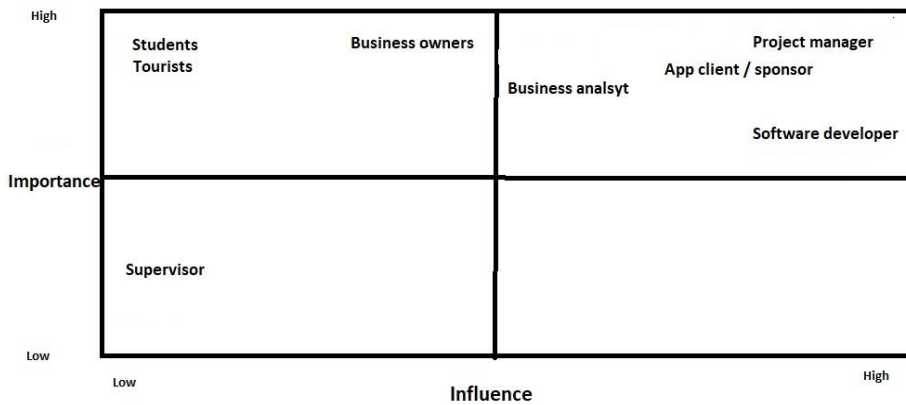 High
Students
Tourists
Business owners
Project manager
App client / sponsor
Business analsyt
Software developer
Importance
Supervisor
Low
Low
Influence
High